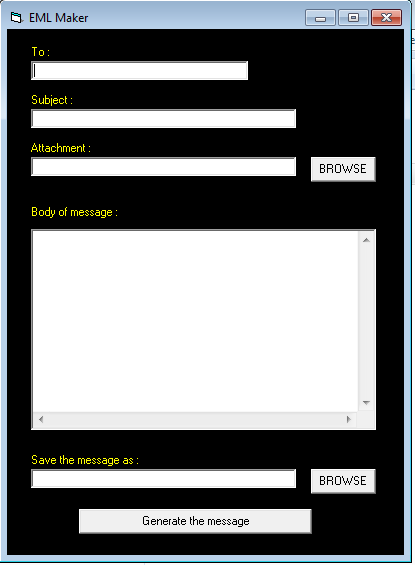 EML Maker
To :
Subject :
Attachment :
BROWSE
Body of message :
Save the message as :
BROWSE
Generate the message